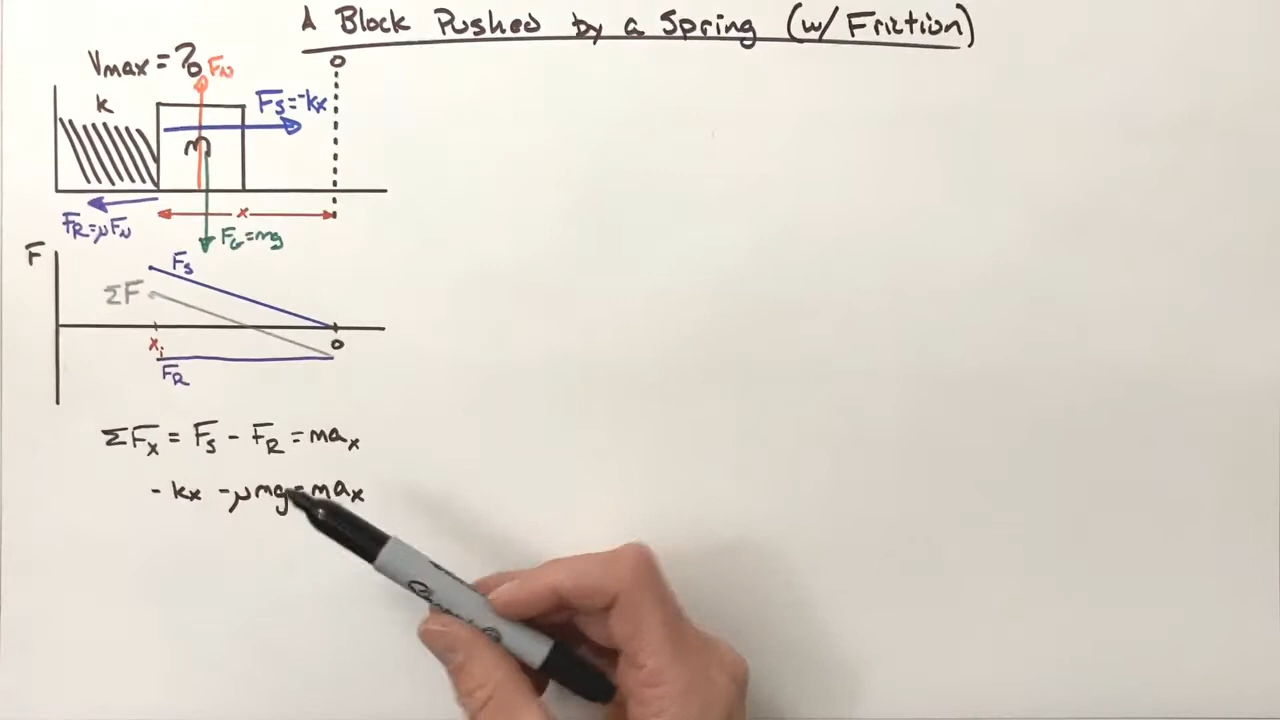 A Block Pushed by a Spring (w/ Friction)
Vmax = ?
0
FN
k
Fs = -kx
m
FR = μFN
x
FG = mg
F
Fs
ΣF
xi
0
FR
ΣFx = Fs - FR = max
- kx - μmg = max